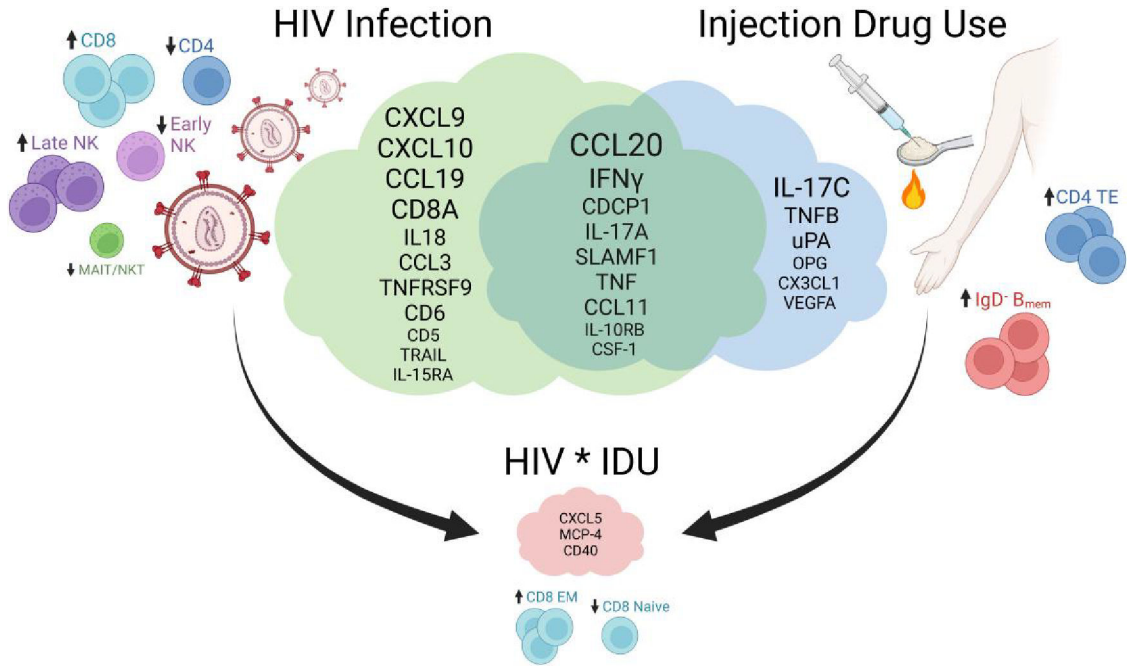 HIV Infection
Injection Drug Use
CD8
CD4
Late NK
Early
NK
MAIT/NKT
CXCL9
CXCL10
CCL19
CD8A
IL18
CCL3
TNFRSF9
CD6
CD5
TRAIL
IL-15RA
CCL20
IFNγ
CDCP1
IL-17A
SLAMF1
TNF
CCL11
IL-10RB
CSF-1
IL-17C
TNFB
uPA
OPG
CX3CL1
VEGFA
CD4 TE
IgD- Bmem
HIV * IDU
CXCL5
MCP-4
CD40
CD8 EM
CD8 Naive